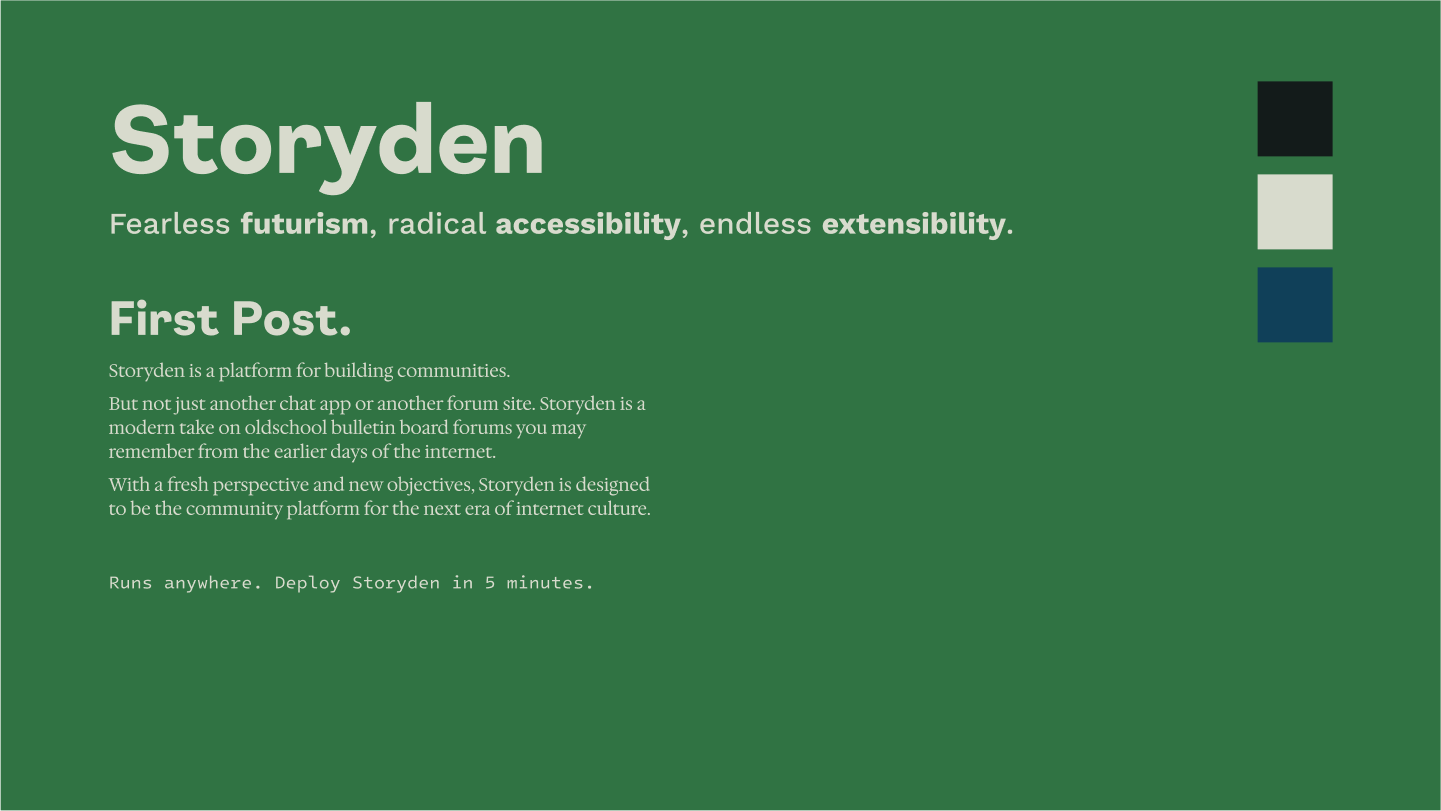 Storyden
Fearless futurism, radical accessibility, endless extensibility.
First Post.
Storyden is a platform for building communities.
But not just another chat app or another forum site. Storyden is a
modern take on oldschool bulletin board forums you may
remember from the earlier days of the internet.
With a fresh perspective and new objectives, Storyden is designed
to be the community platform for the next era of internet culture.
Runs anywhere. Deploy Storyden in 5 minutes.